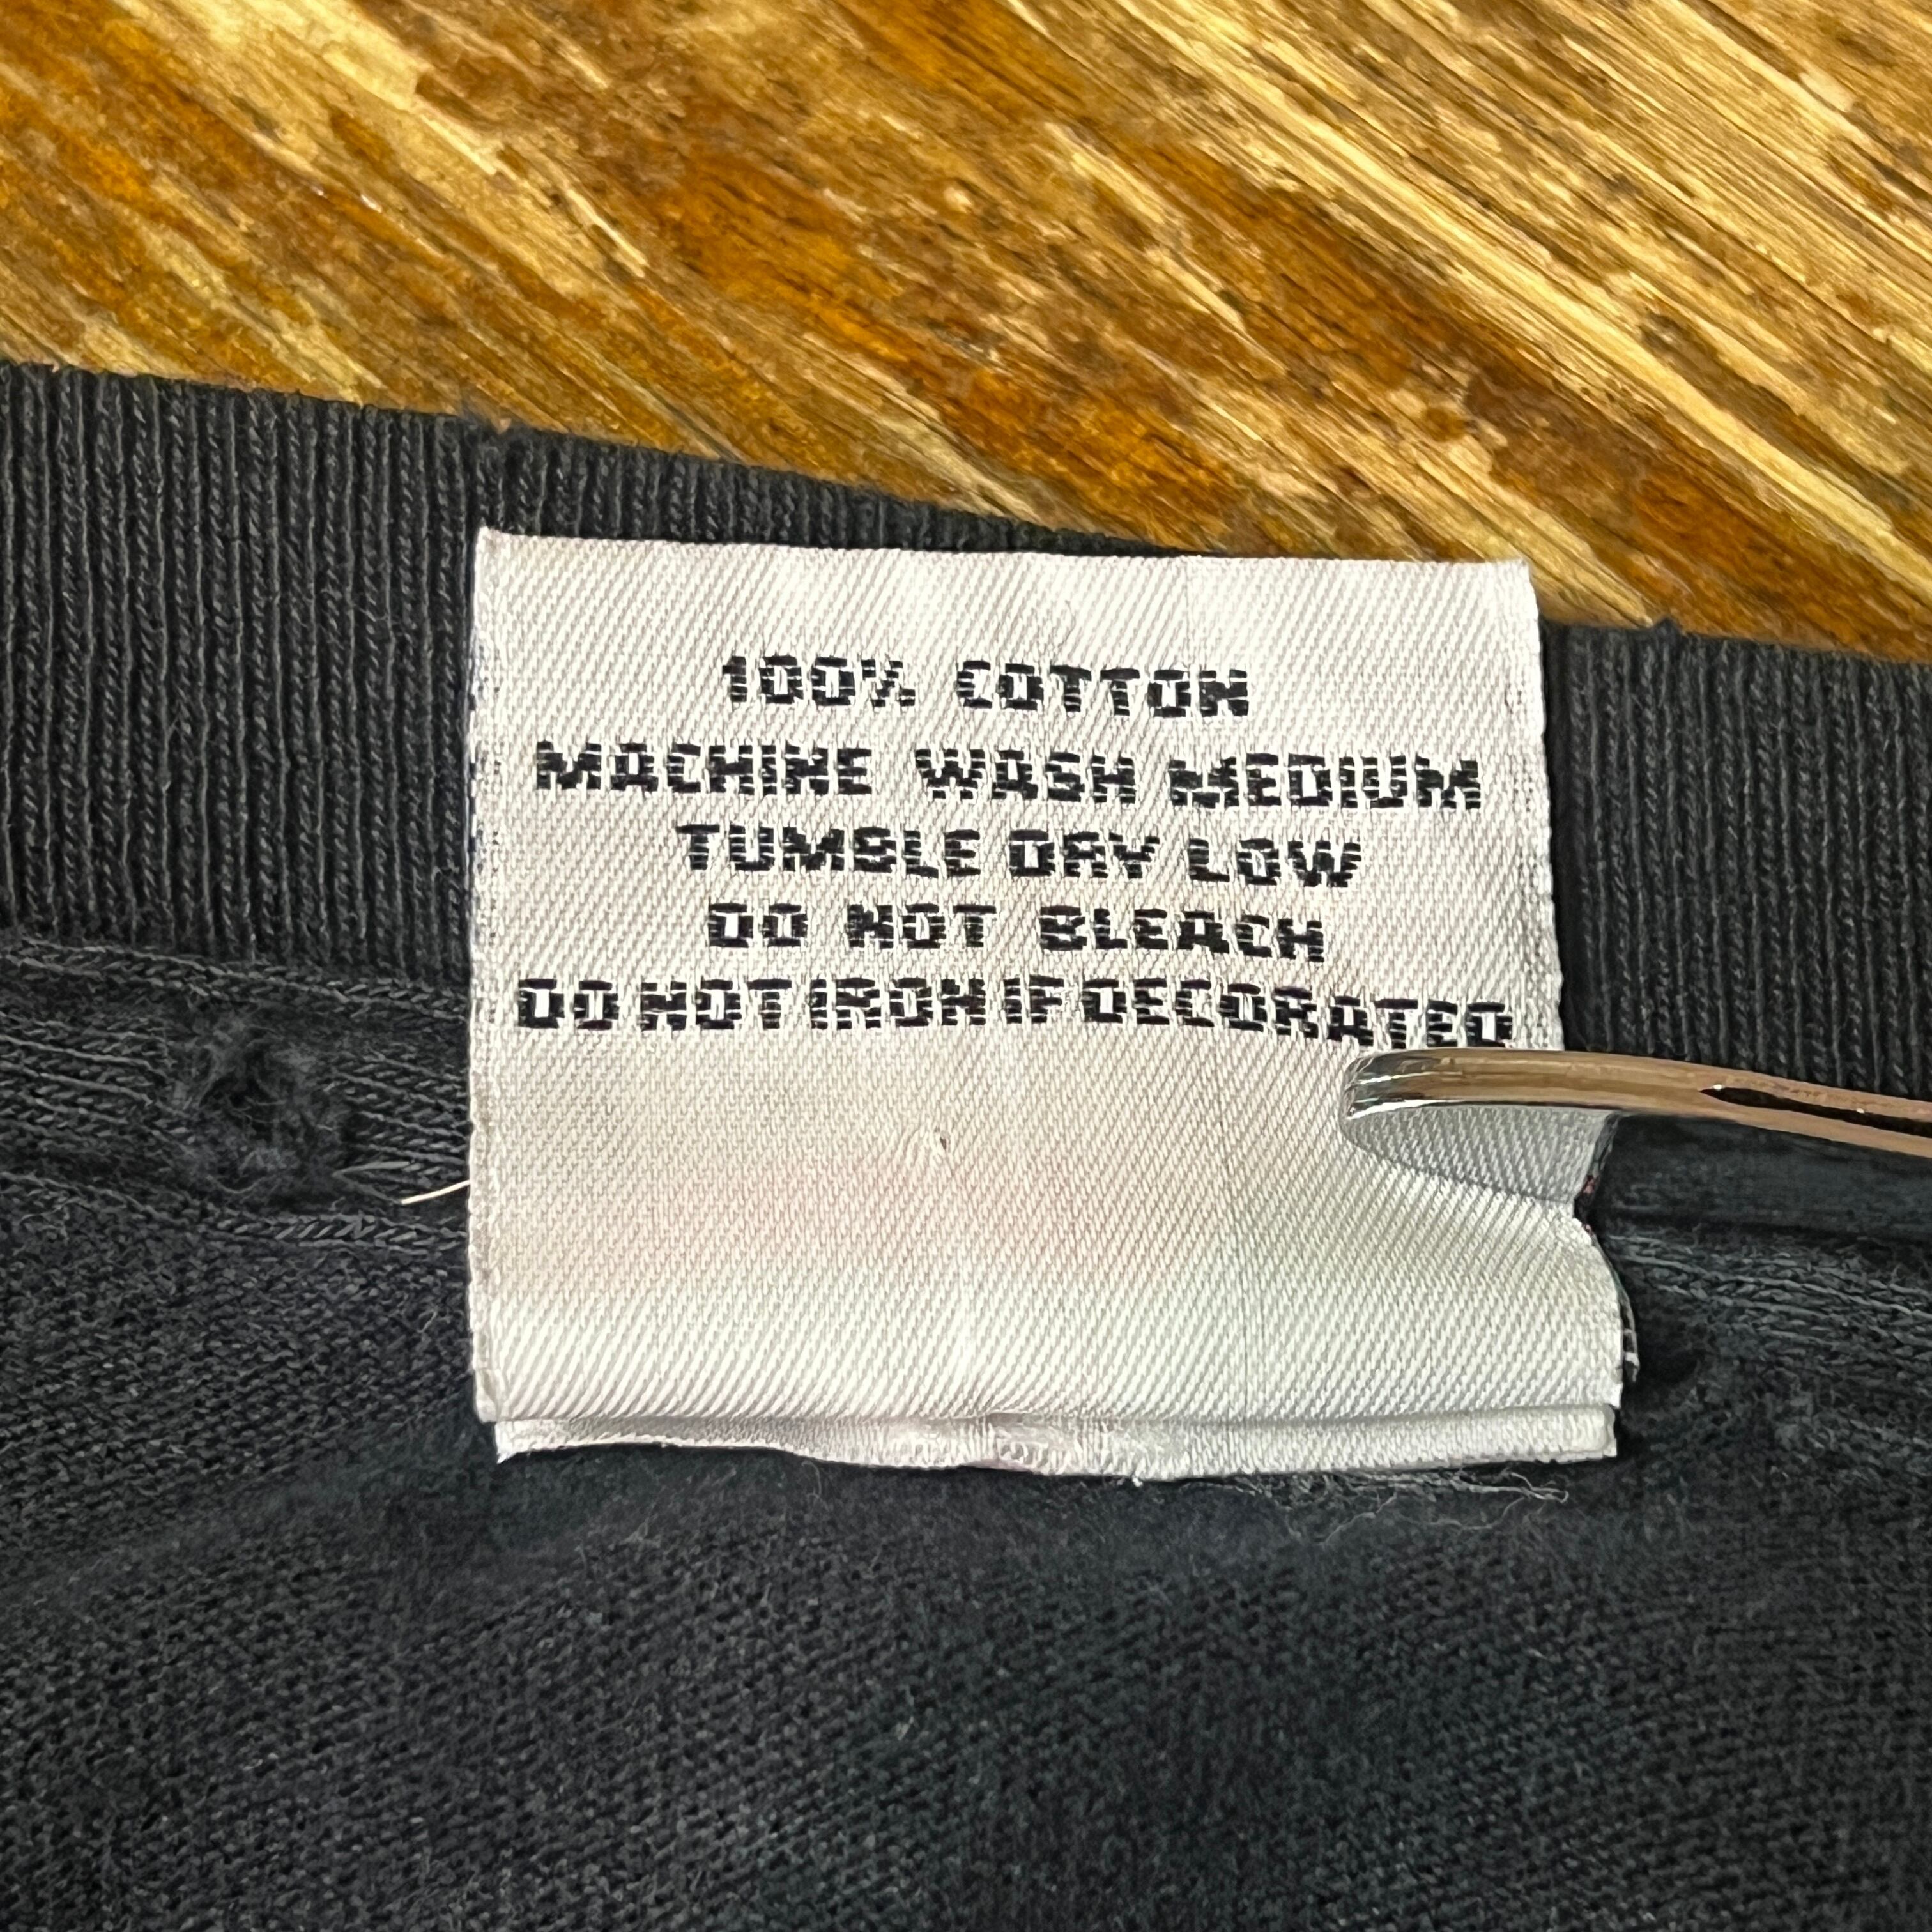 100% COTTON
MACHINE WASH MEDIUM
TUMBLE DRY LOW
DO NOT BLEACH
DO NOT IRON IF DECORATED